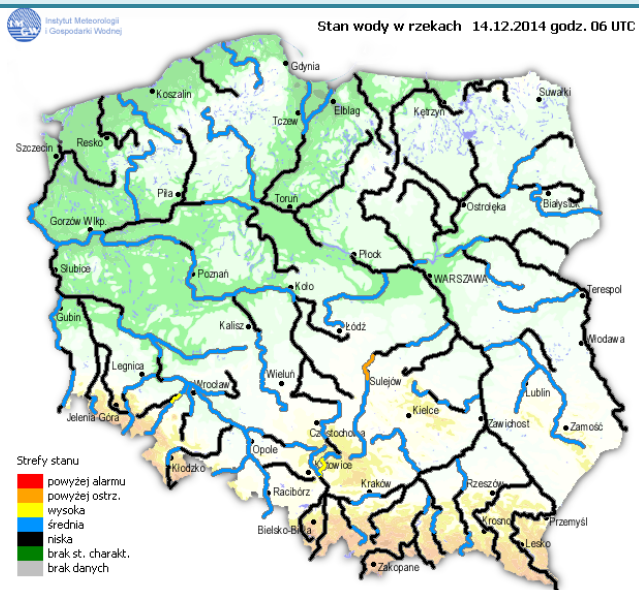 Instytut Meteorologii
i Gospodarki Wodnej
Stan wody w rzekach 14.12.2014 godz. 06 UTC
Gdynia
Koszalin
Suwałki
Elbląg
Kętrzyn
Tczew
Resko
Szczecin
Piła
Toruń
Ostrołęka
Białystok
Gorzów Wlkp.
Płock
Słubice
Poznań
WARSZAWA
Koło
Terespol
Gubin
Kalisz
Łódź
Włodawa
Legnica
Wrocław
Wieluń
Sulejów
Lublin
Jelenia Góra
Kielce
Częstochowa
Zawichost
Zamość
Opole
Kłodzko
Racibórz
Kraków
Rzeszów
Bielsko-Biała
Krosno
Przemyśl
Lesko
Zakopane
Strefy stanu
powyżej alarmu
powyżej ostrz.
wysoka
średnia
niska
brak st. charakt.
brak danych